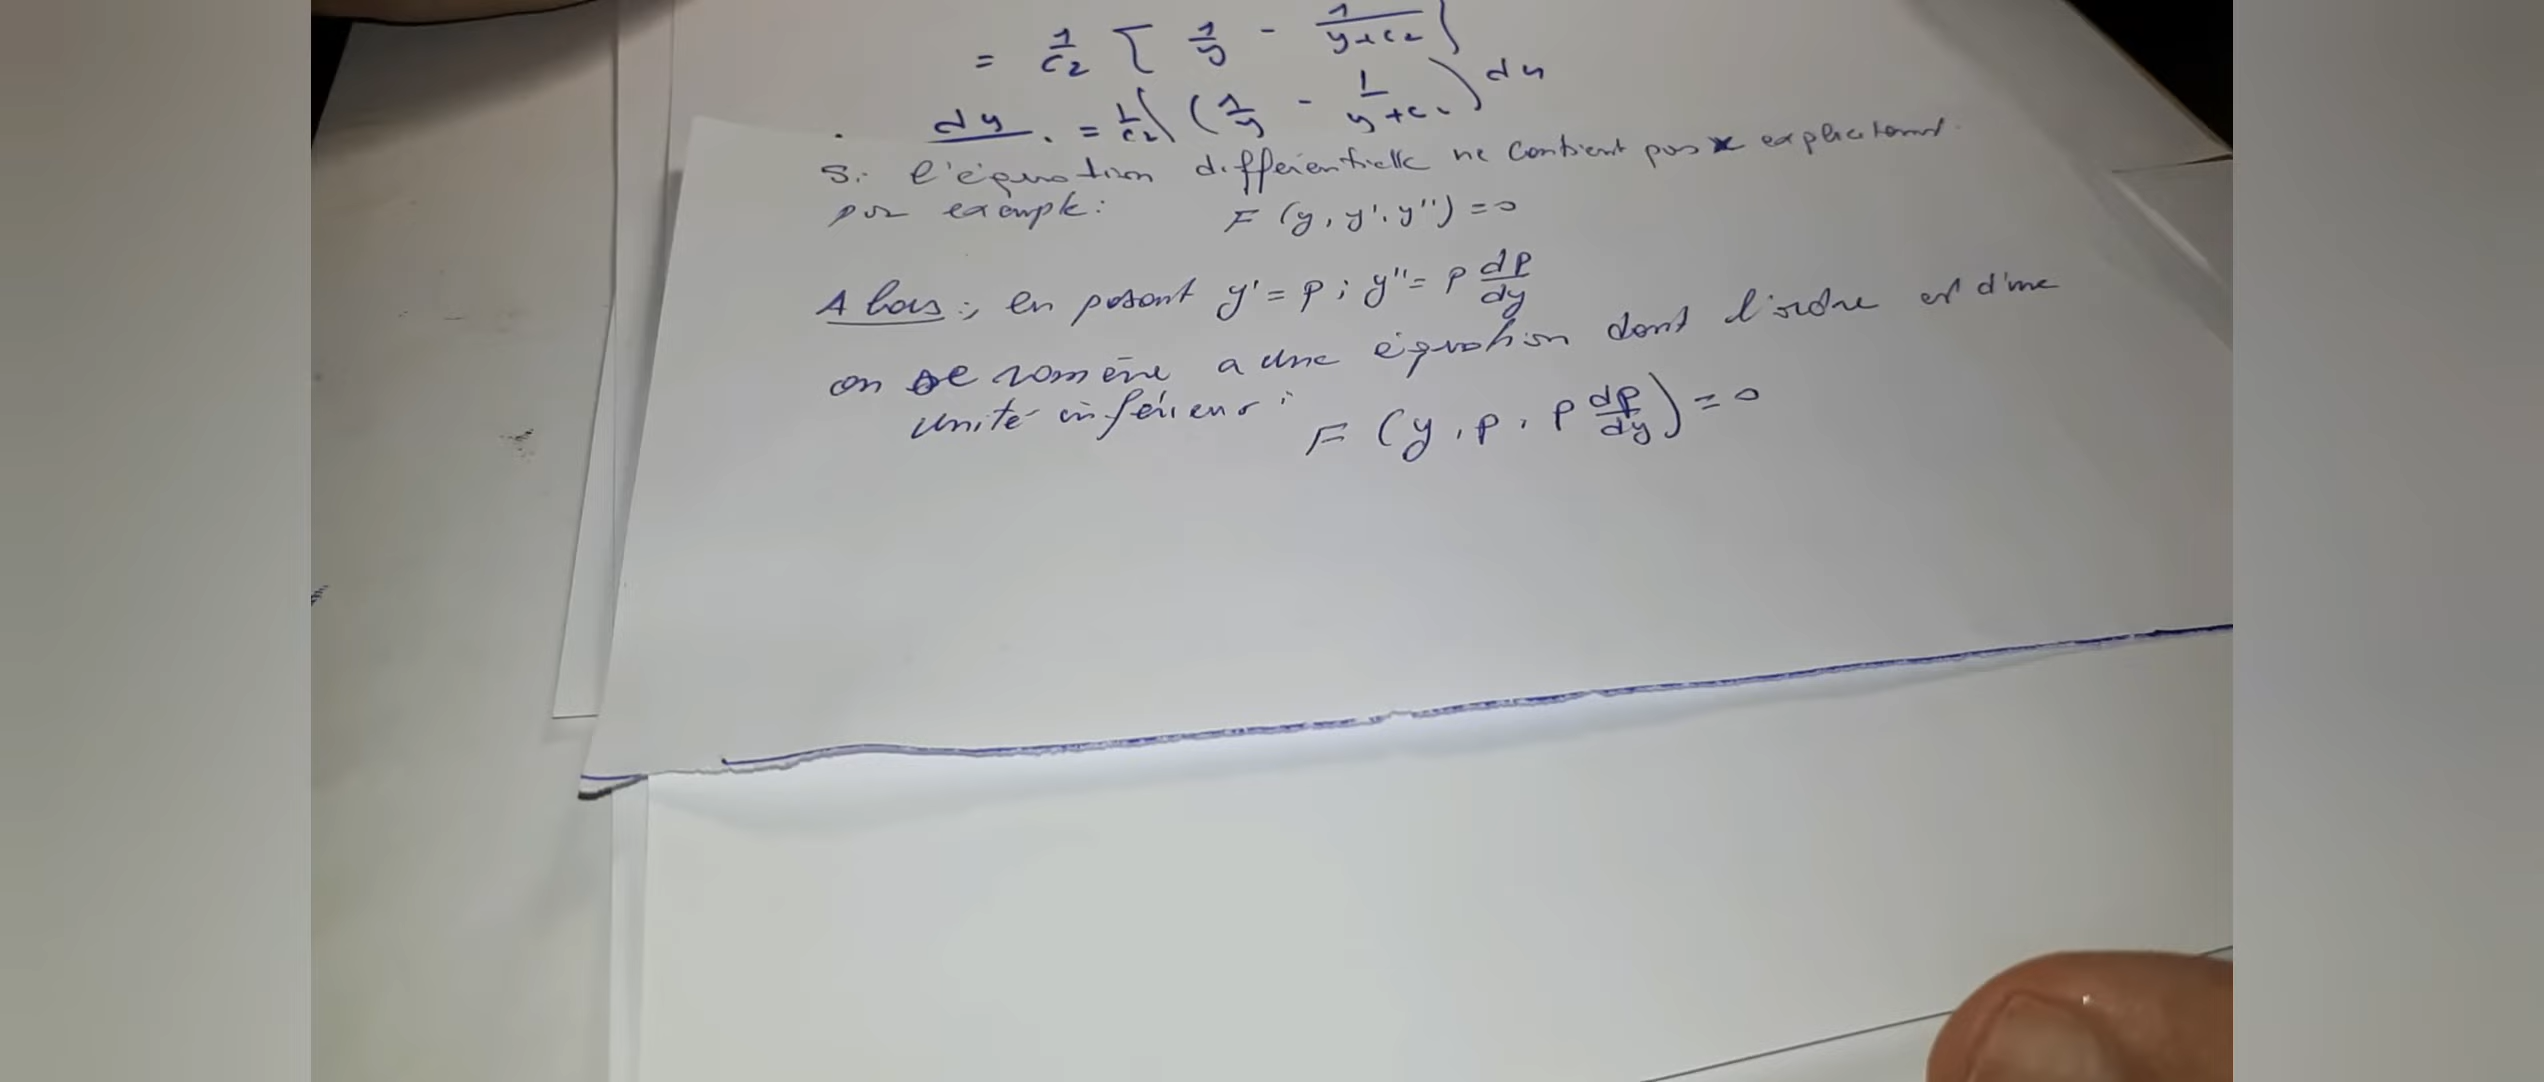 = 1/c2 [ 1/y - 1/y+c2 ]
dy = 1/c2 ( 1/y - 1/y+c2 ) dy
Si l'équation différentielle ne contient pas x explicitement
par exemple : F (y, y', y'') = 0
Alors : en posant y' = p ; y'' = p dp/dy
on se ramène a une équation dont l'ordre est d'une
unité inférieur : F (y, p, p dp/dy) = 0